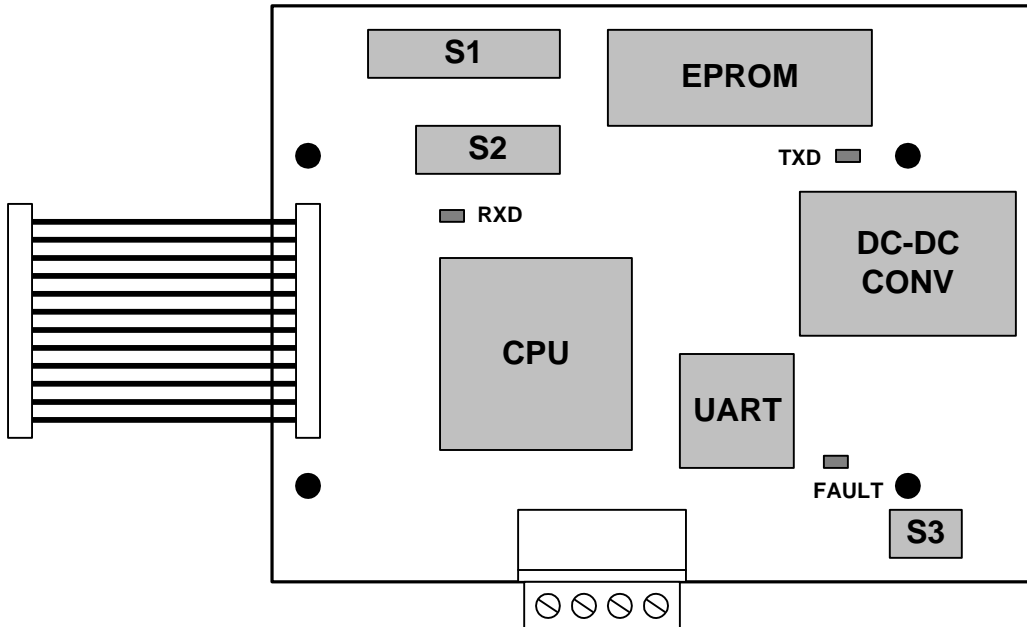 S1
EPROM
S2
TXD
RXD
DC-DC
CONV
CPU
UART
FAULT
S3